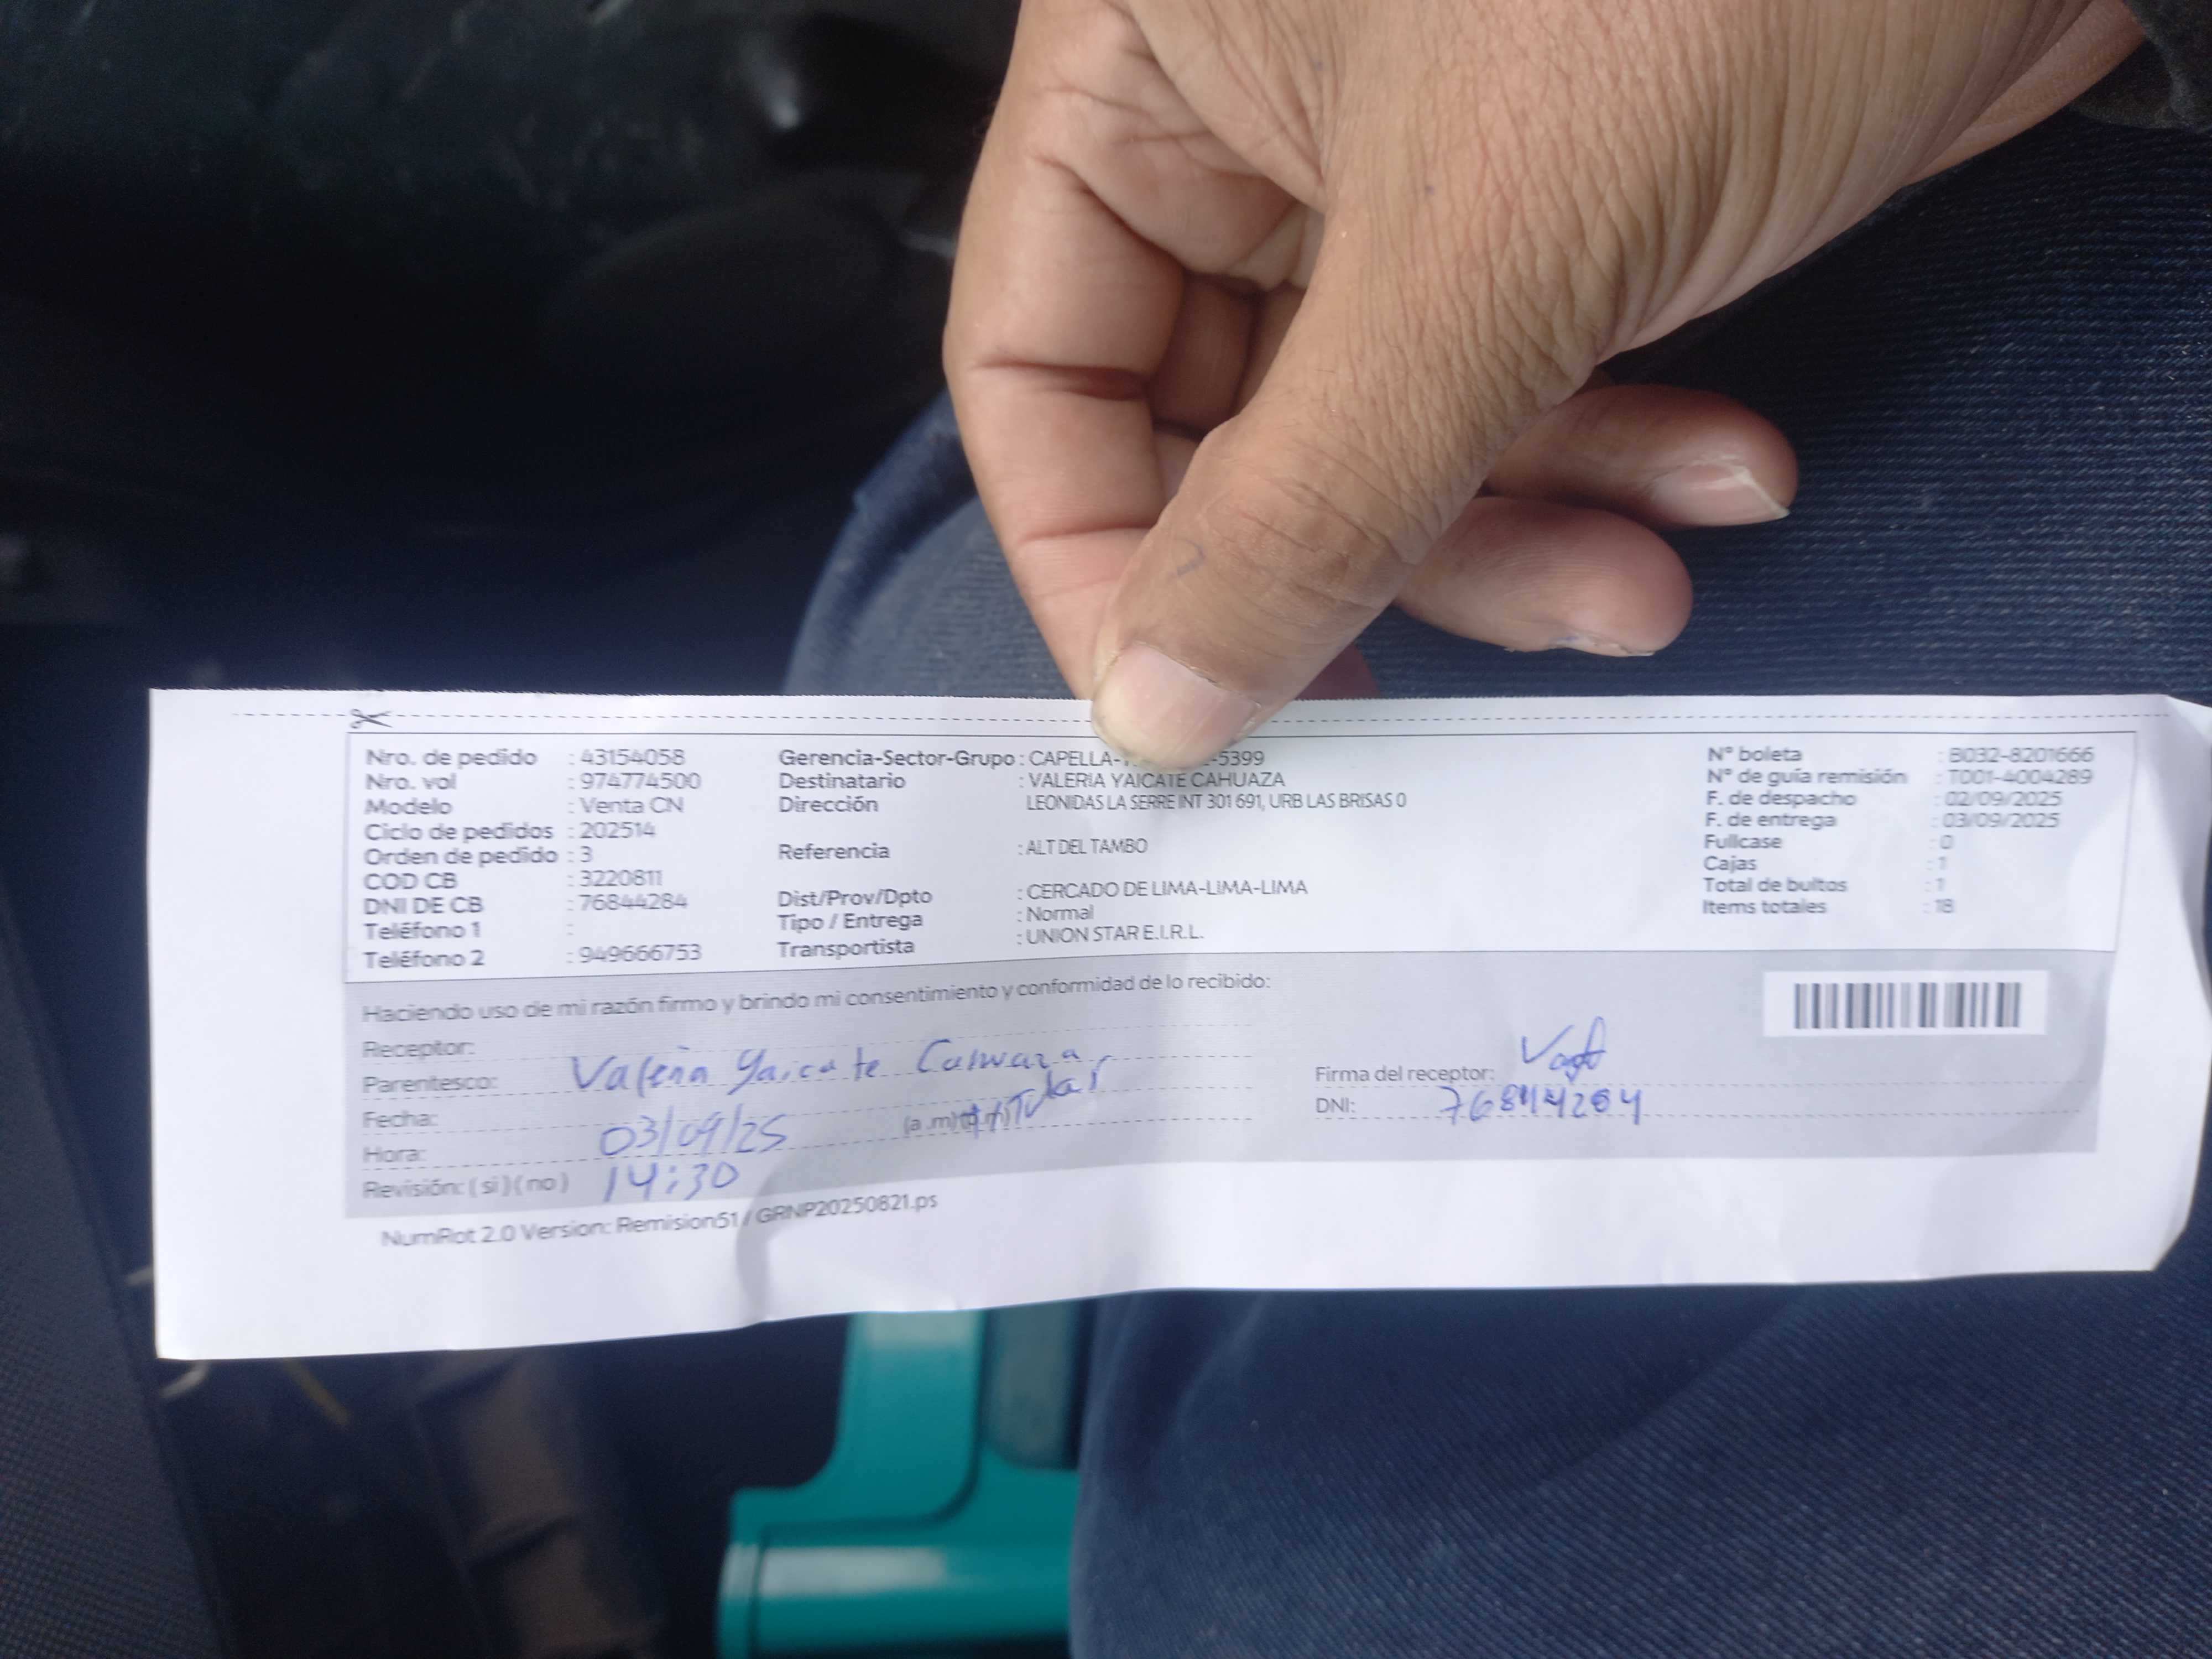 Nro. de pedido : 43154058
Nro. vol : 974774500
Modelo : Venta CN
Ciclo de pedidos : 202514
Orden de pedido : 3
COD CB : 3220811
DNI DE CB : 76844284
Teléfono 1 :
Teléfono 2 : 949666753
Gerencia-Sector-Grupo : CAPELLA- -5399
Destinatario : VALERIA YAICATE CAHUAZA
Dirección LEONIDAS LA SERRE INT 301 691, URB LAS BRISAS 0
Referencia : ALT DEL TAMBO
Dist/Prov/Dpto : CERCADO DE LIMA-LIMA-LIMA
Tipo / Entrega : Normal
Transportista : UNION STAR E.I.R.L.
N° boleta : B032-8201666
N° de guía remisión : T001-4004289
F. de despacho : 02/09/2025
F. de entrega : 03/09/2025
Fullcase : 0
Cajas : 1
Total de bultos : 1
Items totales : 18
Haciendo uso de mi razón firmo y brindo mi consentimiento y conformidad de lo recibido:
Receptor:
Parentesco: Valeria Yaicate Cahuaza
Fecha: 03/09/25 (a.m) (p.m) Titular
Hora: 14:30
Revisión: ( si ) ( no )
Firma del receptor:
DNI: 76844284
NumRot 2.0 Version: Remision51 / GRNP20250821.ps